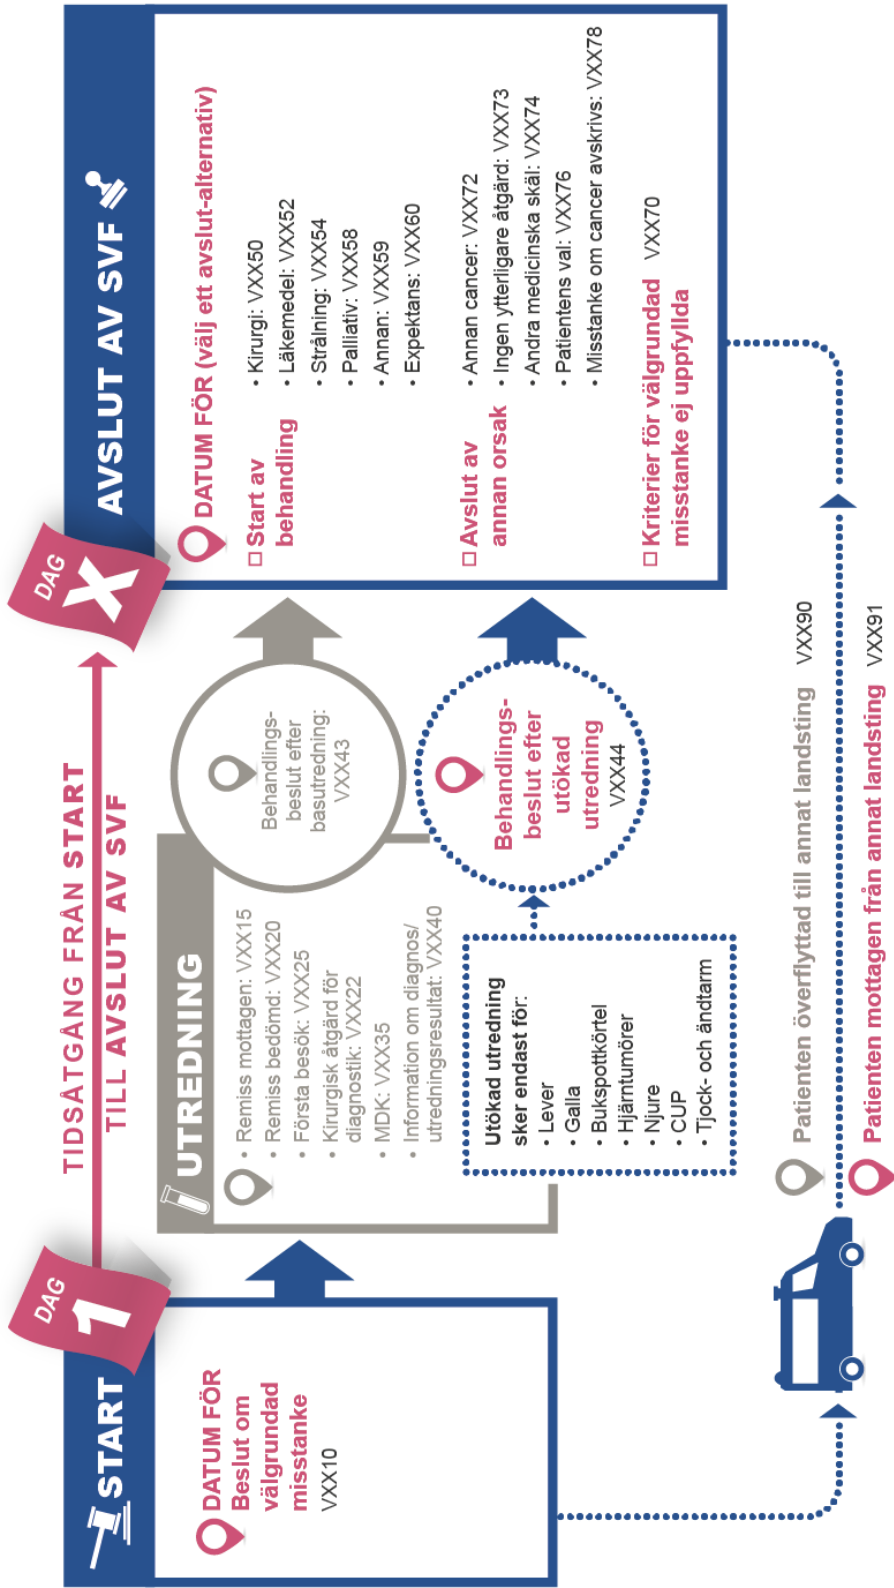 TIDSÅTGÅNG FRÅN START
TILL AVSLUT AV SVF
DAG
1
START
DATUM FÖR
Beslut om
välgrundad
misstanke
VXX10
UTREDNING
• Remiss mottagen: VXX15
• Remiss bedömd: VXX20
• Första besök: VXX25
• Kirurgisk åtgärd för
diagnostik: VXX22
• MDK: VXX35
• Information om diagnos/
utredningsresultat: VXX40
Utökad utredning
sker endast för:
• Lever
• Galla
• Bukspottkörtel
• Hjärntumörer
• Njure
• CUP
• Tjock- och ändtarm
Behandlings-
beslut efter
basutredning:
VXX43
Behandlings-
beslut efter
utökad
utredning
VXX44
DAG
X
AVSLUT AV SVF
DATUM FÖR (välj ett avslut-alternativ)
Start av
behandling
• Kirurgi: VXX50
• Läkemedel: VXX52
• Strålning: VXX54
• Palliativ: VXX58
• Annan: VXX59
• Expektans: VXX60
Avslut av
annan orsak
• Annan cancer: VXX72
• Ingen ytterligare åtgärd: VXX73
• Andra medicinska skäl: VXX74
• Patientens val: VXX76
• Misstanke om cancer avskrivs: VXX78
Kriterier för välgrundad VXX70
misstanke ej uppfyllda
Patienten överflyttad till annat landsting VXX90
Patienten mottagen från annat landsting VXX91